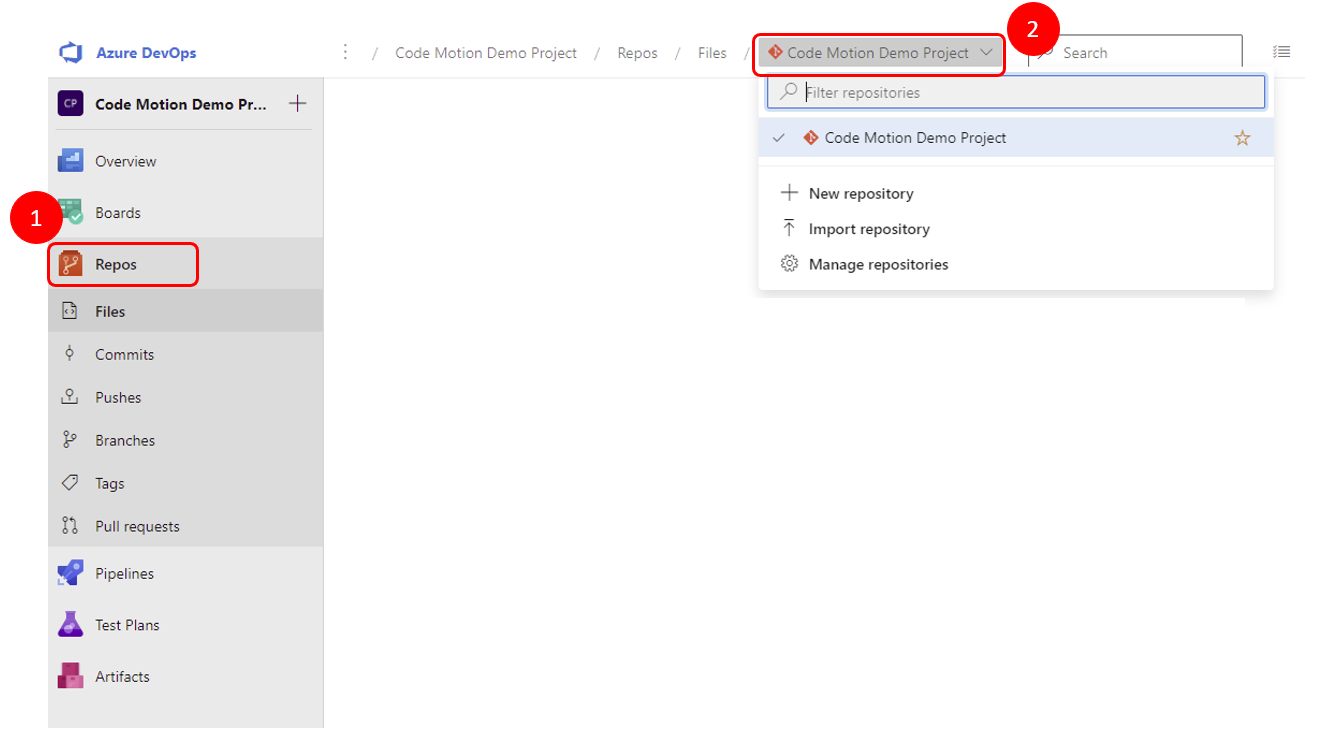 2
Azure DevOps
/ Code Motion Demo Project / Repos / Files / Code Motion Demo Project
Search
CP Code Motion Demo Pr...
Filter repositories
Code Motion Demo Project
New repository
Import repository
Manage repositories
Overview
1
Boards
Repos
Files
Commits
Pushes
Branches
Tags
Pull requests
Pipelines
Test Plans
Artifacts